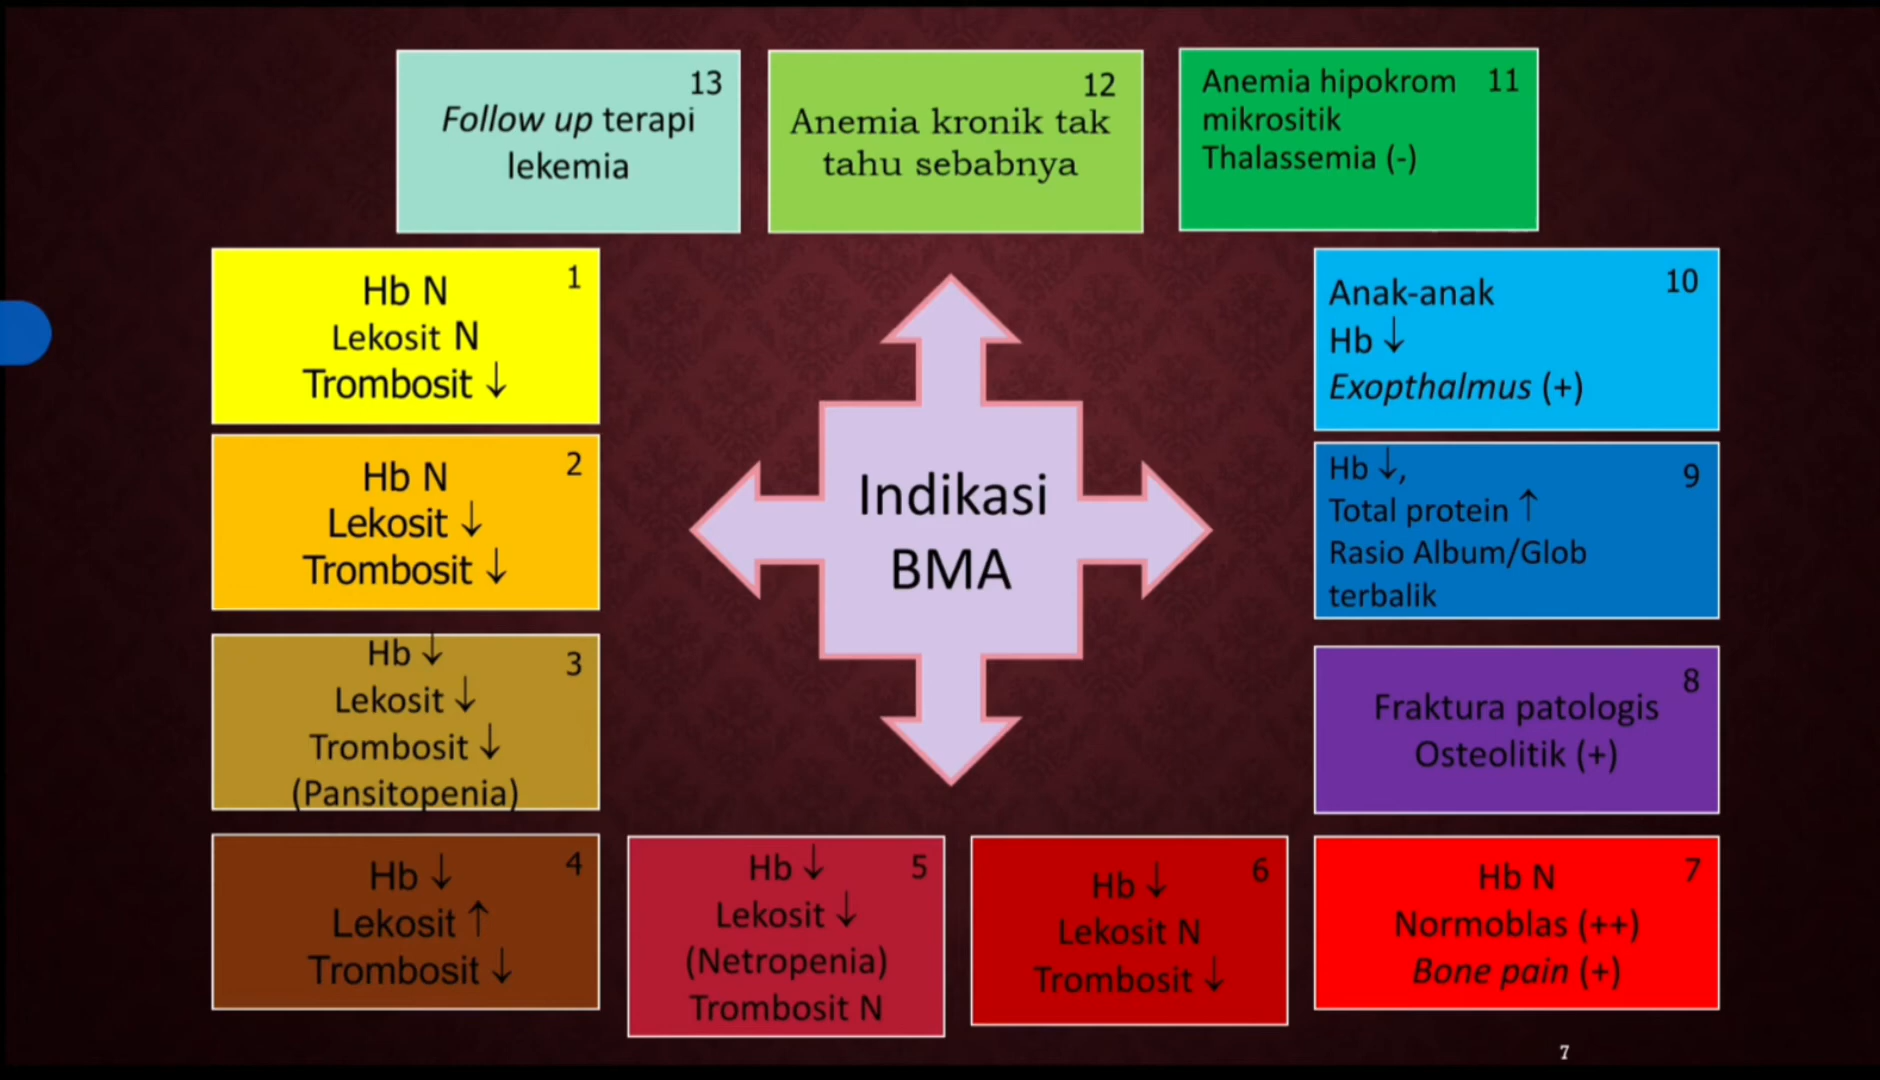 13
Follow up terapi
lekemia
12
Anemia kronik tak
tahu sebabnya
Anemia hipokrom 11
mikrositik
Thalassemia (-)
Hb N 1
Lekosit N
Trombosit ↓
Hb N 2
Lekosit ↓
Trombosit ↓
Hb ↓ 3
Lekosit ↓
Trombosit ↓
(Pansitopenia)
Hb ↓ 4
Lekosit ↑
Trombosit ↓
Hb ↓ 5
Lekosit ↓
(Netropenia)
Trombosit N
Hb ↓ 6
Lekosit N
Trombosit ↓
Hb N 7
Normoblas (++)
Bone pain (+)
8
Fraktura patologis
Osteolitik (+)
Hb ↓, 9
Total protein ↑
Rasio Album/Glob
terbalik
10
Anak-anak
Hb ↓
Exopthalmus (+)
Indikasi
BMA
7